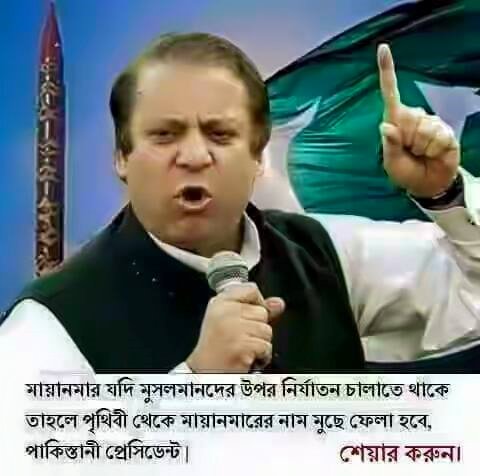 মায়ানমার যদি মুসলমানদের উপর নির্যাতন চালাতে থাকে
তাহলে পৃথিবী থেকে মায়ানমারের নাম মুছে ফেলা হবে,
পাকিস্তানী প্রেসিডেন্ট| শেয়ার করুন।